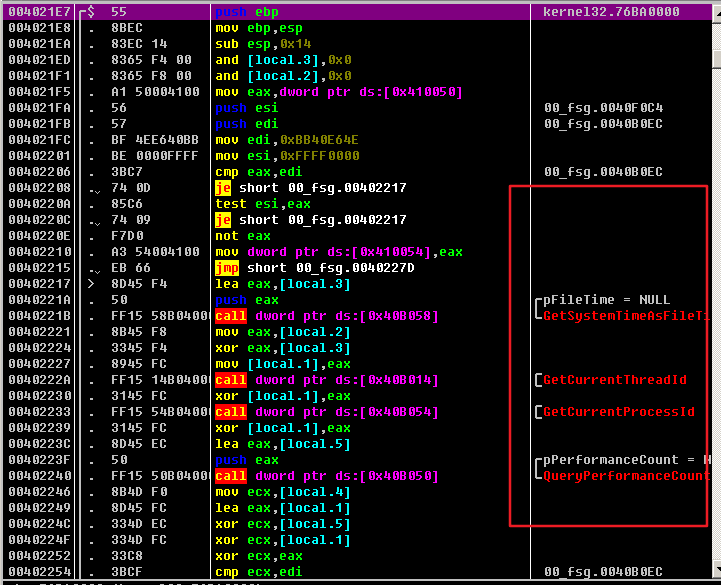 004021E7 $ 55 push ebp kernel32.76BA0000
004021E8 . 8BEC mov ebp,esp
004021EA . 83EC 14 sub esp,0x14
004021ED . 8365 F4 00 and [local.3],0x0
004021F1 . 8365 F8 00 and [local.2],0x0
004021F5 . A1 50004100 mov eax,dword ptr ds:[0x410050]
004021FA . 56 push esi 00_fsg.0040F0C4
004021FB . 57 push edi 00_fsg.0040B0EC
004021FC . BF 4EE640BB mov edi,0xBB40E64E
00402201 . BE 0000FFFF mov esi,0xFFFF0000
00402206 . 3BC7 cmp eax,edi 00_fsg.0040B0EC
00402208 . 74 0D je short 00_fsg.00402217
0040220A . 85C6 test esi,eax
0040220C . 74 09 je short 00_fsg.00402217
0040220E . F7D0 not eax
00402210 . A3 54004100 mov dword ptr ds:[0x410054],eax
00402215 . EB 66 jmp short 00_fsg.0040227D
00402217 > 8D45 F4 lea eax,[local.3]
0040221A . 50 push eax pFileTime = NULL
0040221B . FF15 58B0400 call dword ptr ds:[0x40B058] GetSystemTimeAsFileTi
00402221 . 8B45 F8 mov eax,[local.2]
00402224 . 3345 F4 xor eax,[local.3]
00402227 . 8945 FC mov [local.1],eax
0040222A . FF15 14B0400 call dword ptr ds:[0x40B014] GetCurrentThreadId
00402230 . 3145 FC xor [local.1],eax
00402233 . FF15 54B0400 call dword ptr ds:[0x40B054] GetCurrentProcessId
00402239 . 3145 FC xor [local.1],eax
0040223C . 8D45 EC lea eax,[local.5]
0040223F . 50 push eax pPerformanceCount =
00402240 . FF15 50B0400 call dword ptr ds:[0x40B050] QueryPerformanceCount
00402246 . 8B4D F0 mov ecx,[local.4]
00402249 . 8D45 FC lea eax,[local.1]
0040224C . 334D EC xor ecx,[local.5]
0040224F . 334D FC xor ecx,[local.1]
00402252 . 33C8 xor ecx,eax
00402254 . 3BCF cmp ecx,edi 00_fsg.0040B0EC